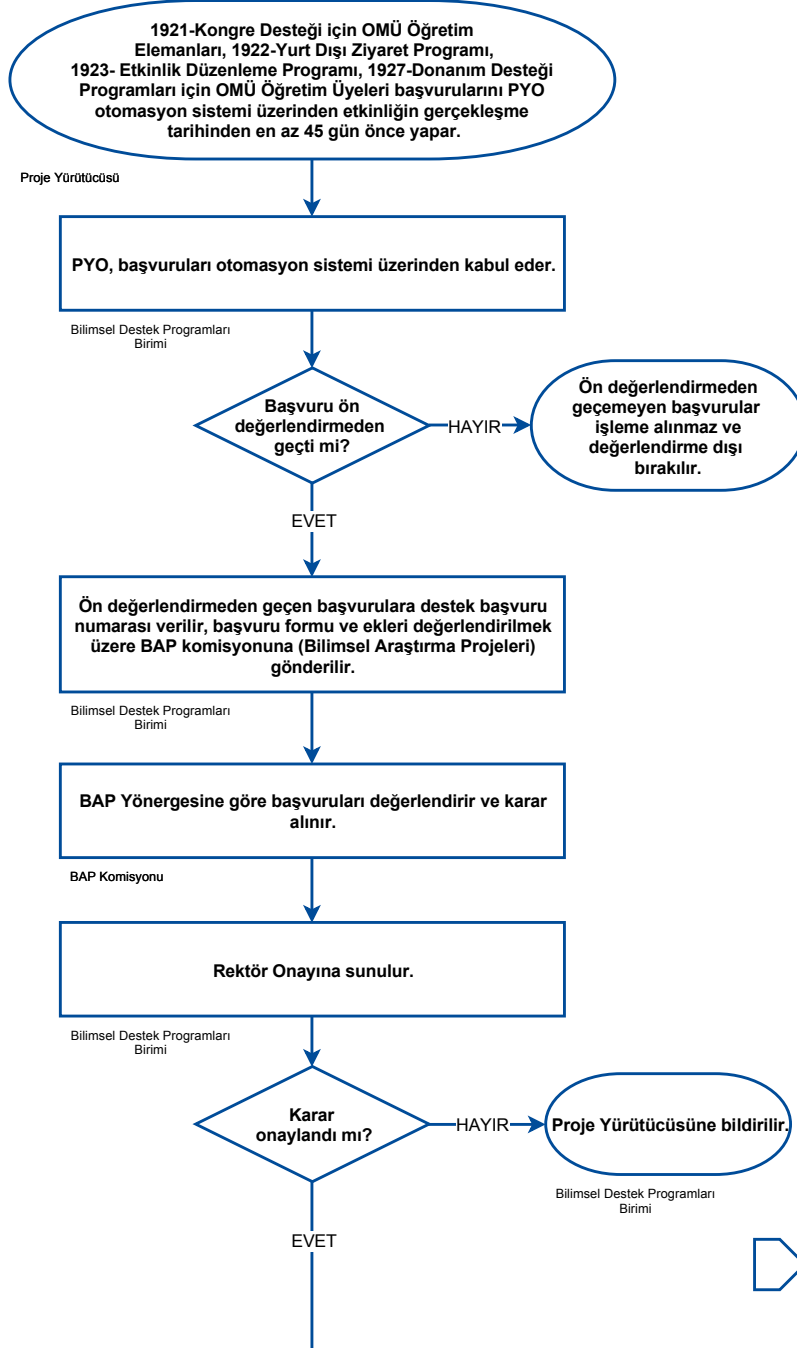 1921-Kongre Desteği için OMÜ Öğretim
Elemanları, 1922-Yurt Dışı Ziyaret Programı,
1923- Etkinlik Düzenleme Programı, 1927-Donanım Desteği
Programları için OMÜ Öğretim Üyeleri başvurularını PYO
otomasyon sistemi üzerinden etkinliğin gerçekleşme
tarihinden en az 45 gün önce yapar.
Proje Yürütücüsü
PYO, başvuruları otomasyon sistemi üzerinden kabul eder.
Bilimsel Destek Programları
Birimi
Başvuru ön
değerlendirmeden
geçti mi?
HAYIR
Ön değerlendirmeden
geçemeyen başvurular
işleme alınmaz ve
değerlendirme dışı
bırakılır.
EVET
Ön değerlendirmeden geçen başvurulara destek başvuru
numarası verilir, başvuru formu ve ekleri değerlendirilmek
üzere BAP komisyonuna (Bilimsel Araştırma Projeleri)
gönderilir.
Bilimsel Destek Programları
Birimi
BAP Yönergesine göre başvuruları değerlendirir ve karar
alınır.
BAP Komisyonu
Rektör Onayına sunulur.
Bilimsel Destek Programları
Birimi
Karar
onaylandı mı?
HAYIR
Proje Yürütücüsüne bildirilir.
Bilimsel Destek Programları
Birimi
EVET